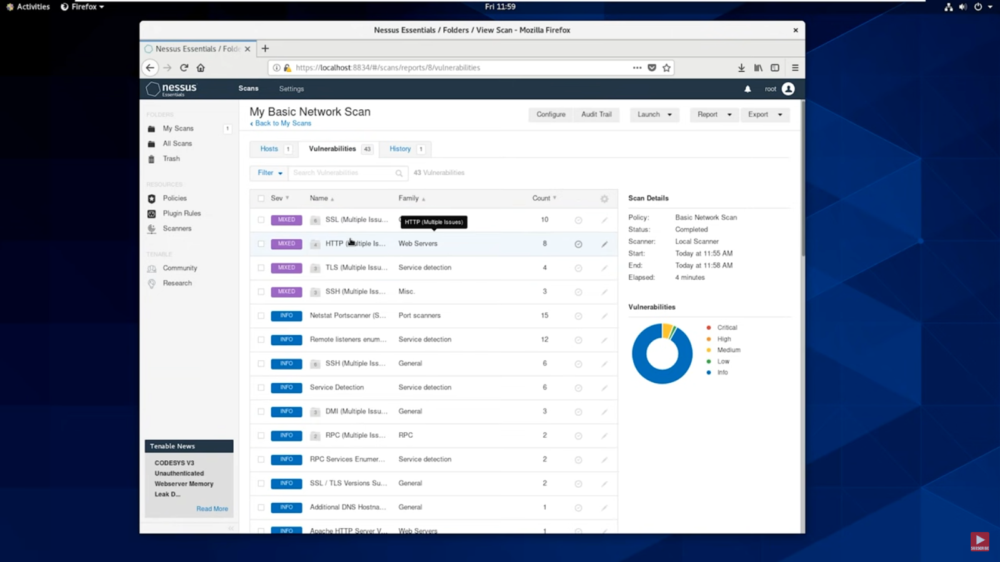 Activities Firefox Fri 11:59
Nessus Essentials / Folders / View Scan - Mozilla Firefox
Nessus Essentials / Folde
https://localhost:8834/#/scans/reports/8/vulnerabilities
nessus Essentials Scans Settings root
FOLDERS
My Scans 1
All Scans
Trash
RESOURCES
Policies
Plugin Rules
Scanners
TENABLE
Community
Research
Tenable News
CODESYS V3
Unauthenticated
Webserver Memory
Leak D...
Read More
My Basic Network Scan
Back to My Scans
Configure Audit Trail Launch Report Export
Hosts 1 Vulnerabilities 43 History 1
Filter Search Vulnerabilities 43 Vulnerabilities
Sev Name Family Count
MIXED 6 SSL (Multiple Issu... 10
HTTP (Multiple Issues)
MIXED 4 HTTP (Multiple Is... Web Servers 8
MIXED 3 TLS (Multiple Issu... Service detection 4
MIXED 3 SSH (Multiple Iss... Misc. 3
INFO Netstat Portscanner (S... Port scanners 15
INFO Remote listeners enum... Service detection 12
INFO 6 SSH (Multiple Iss... General 6
INFO Service Detection Service detection 6
INFO 3 DMI (Multiple Issu... General 3
INFO 2 RPC (Multiple Iss... RPC 2
INFO RPC Services Enumer... Service detection 2
INFO SSL / TLS Versions Su... General 2
INFO Additional DNS Hostna... General 1
INFO Apache HTTP Server V... Web Servers 1
Scan Details
Policy: Basic Network Scan
Status: Completed
Scanner: Local Scanner
Start: Today at 11:55 AM
End: Today at 11:58 AM
Elapsed: 4 minutes
Vulnerabilities
Critical
High
Medium
Low
Info
SUBSCRIBE